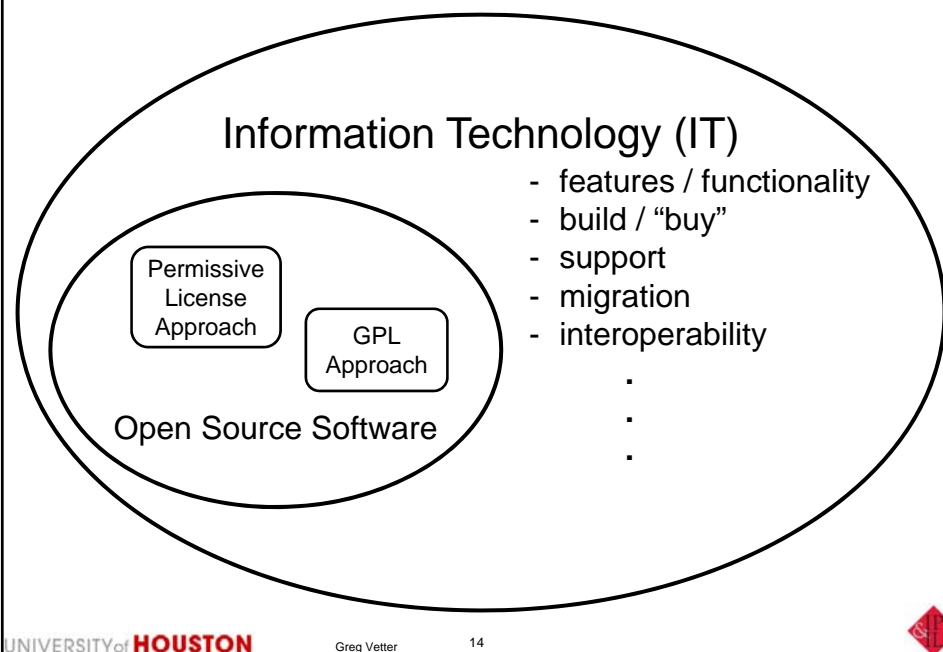 Information Technology (IT)
- features / functionality
- build / “buy”
- support
- migration
- interoperability
.
.
.
Permissive
License
Approach
GPL
Approach
Open Source Software
UNIVERSITY of HOUSTON
Greg Vetter
14